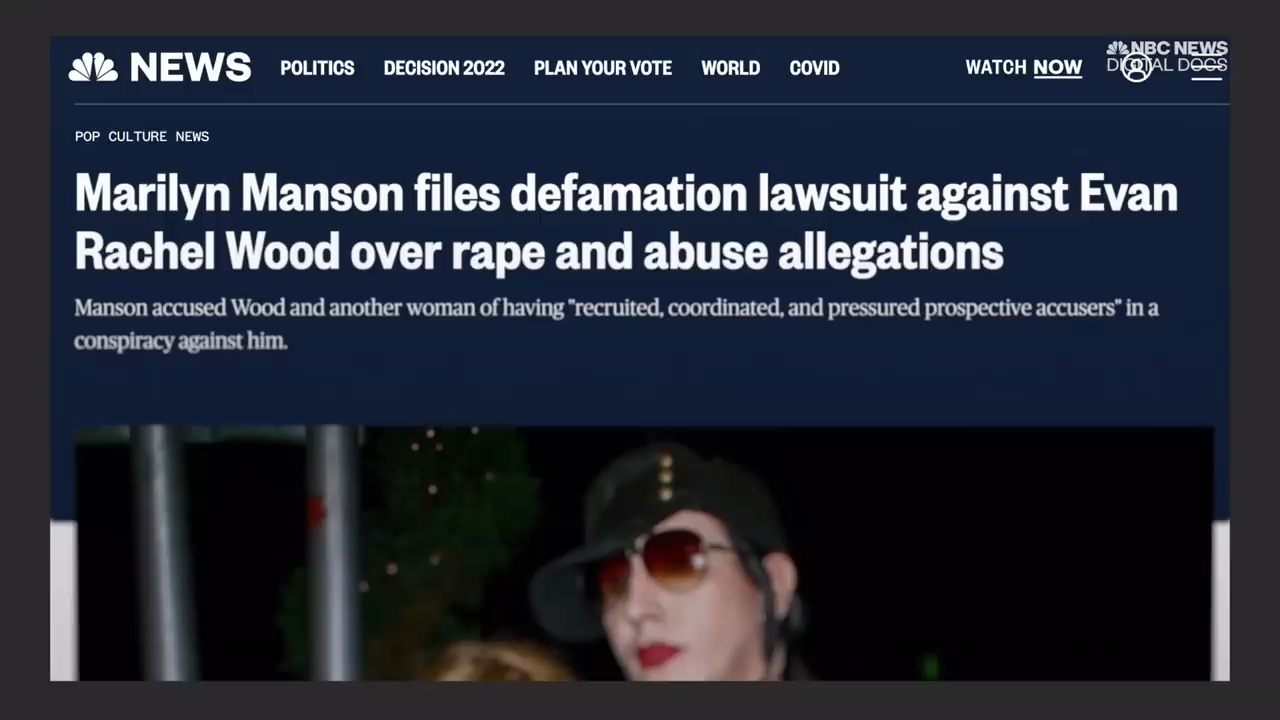 NEWS POLITICS DECISION 2022 PLAN YOUR VOTE WORLD COVID WATCH NOW
NBC NEWS
DIGITAL DOCS
POP CULTURE NEWS
Marilyn Manson files defamation lawsuit against Evan
Rachel Wood over rape and abuse allegations
Manson accused Wood and another woman of having "recruited, coordinated, and pressured prospective accusers" in a
conspiracy against him.